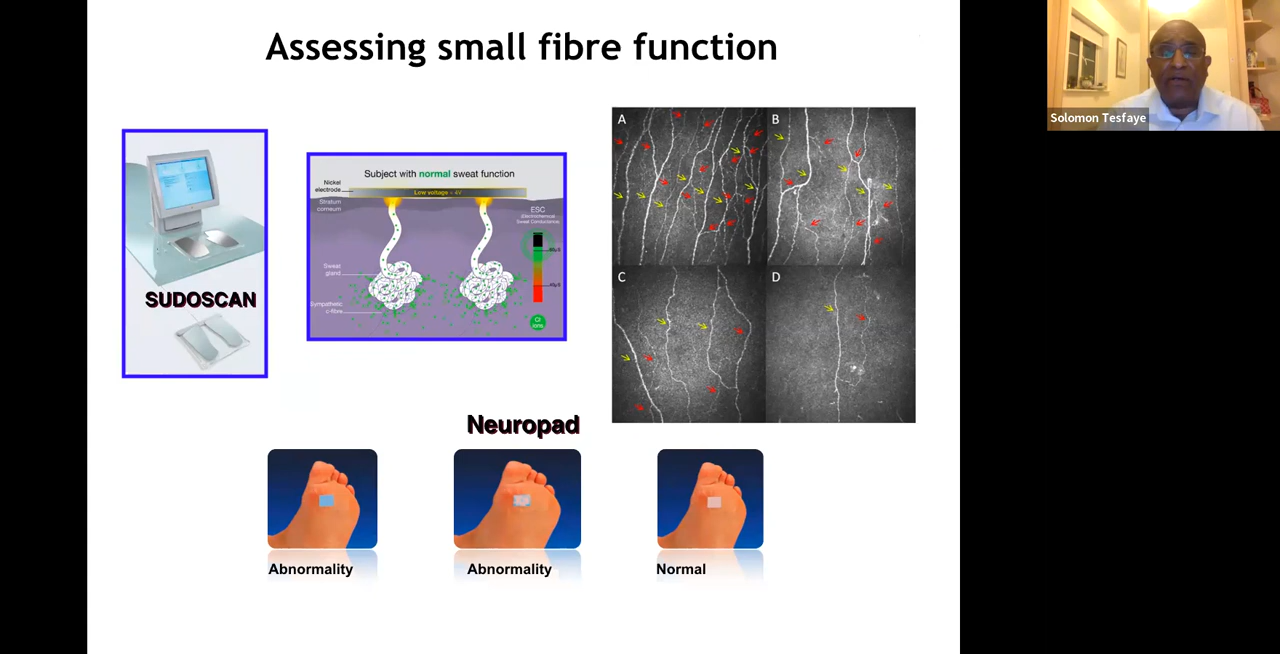 Assessing small fibre function
Solomon Tesfaye
A
B
C
D
SUDOSCAN
Subject with normal sweat function
Nickel
electrode
Low voltage < 4V
Stratum
corneum
ESC
(Electrochemical
Sweat Conductance)
Sweat
gland
Sympathetic
c-fibre
Cl
ions
Neuropad
Abnormality
Abnormality
Normal